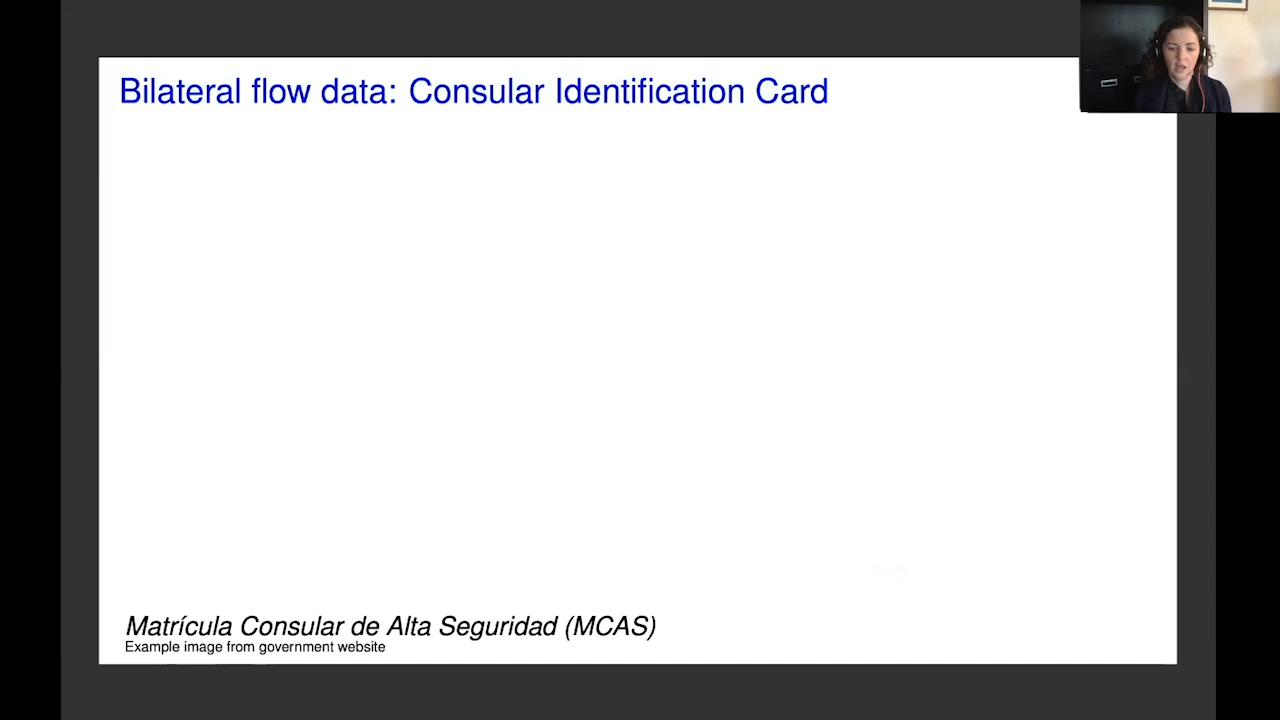 Bilateral flow data: Consular Identification Card
Matrícula Consular de Alta Seguridad (MCAS)
Example image from government website